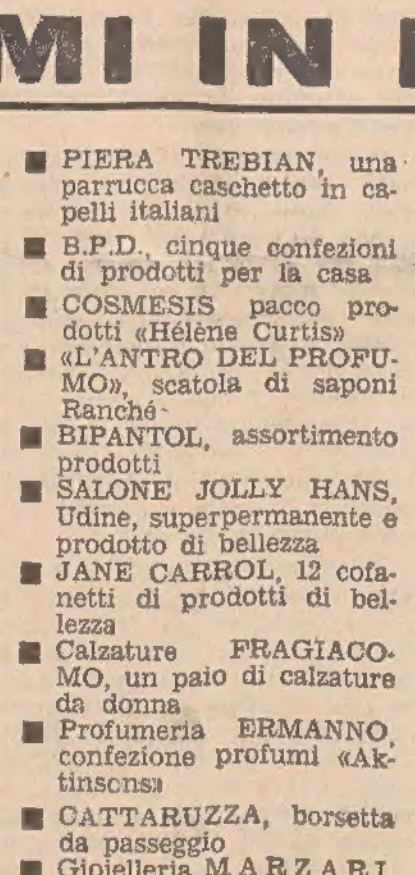 MI IN
■ PIERA TREBIAN, una
parrucca caschetto in ca-
pelli italiani
■ B.P.D., cinque confezioni
di prodotti per la casa
■ COSMESIS pacco pro-
dotti «Hélène Curtis»
■ «L'ANTRO DEL PROFU-
MO», scatola di saponi
Ranché
■ BIPANTOL, assortimento
prodotti
■ SALONE JOLLY HANS,
Udine, superpermanente e
prodotto di bellezza
■ JANE CARROL, 12 cofa-
netti di prodotti di bel-
lezza
■ Calzature FRAGIACO-
MO, un paio di calzature
da donna
■ Profumeria ERMANNO,
confezione profumi «Ak-
tinsons»
■ CATTARUZZA, borsetta
da passeggio
■ Gioielleria MARZARI